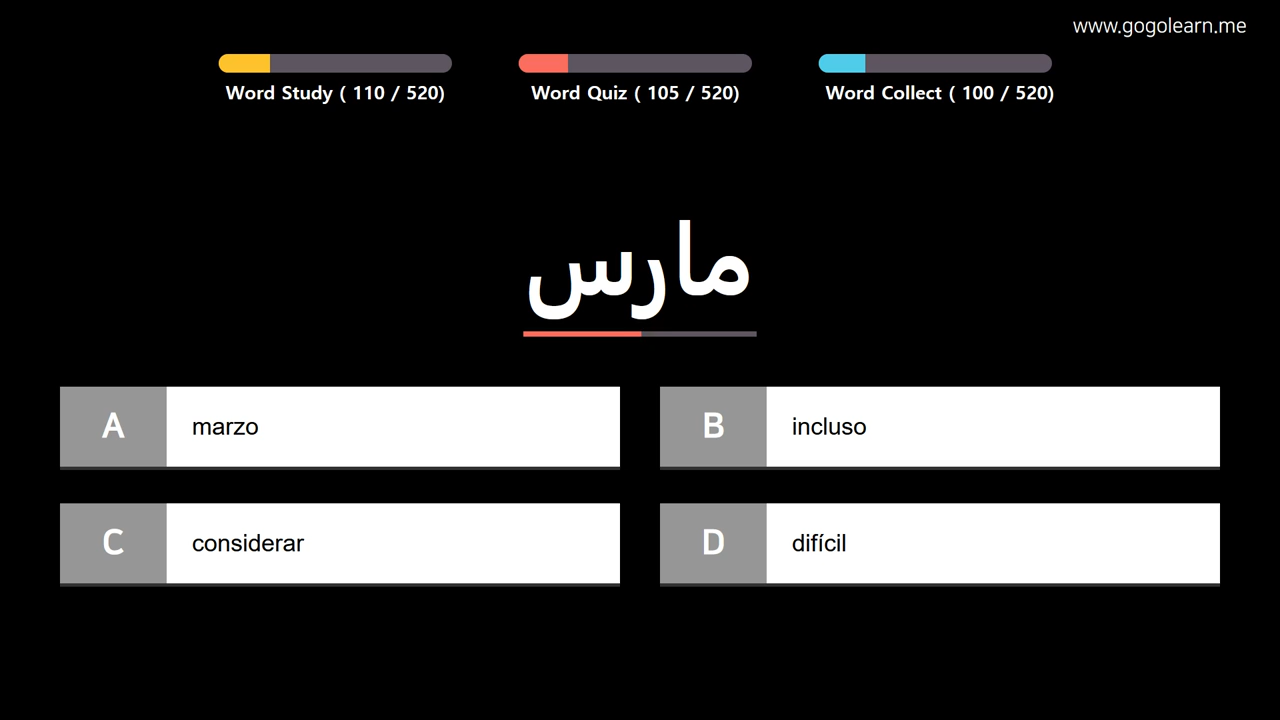 www.gogolearn.me
Word Study ( 110 / 520)
Word Quiz ( 105 / 520)
Word Collect ( 100 / 520)
مارس
A marzo
B incluso
C considerar
D difícil